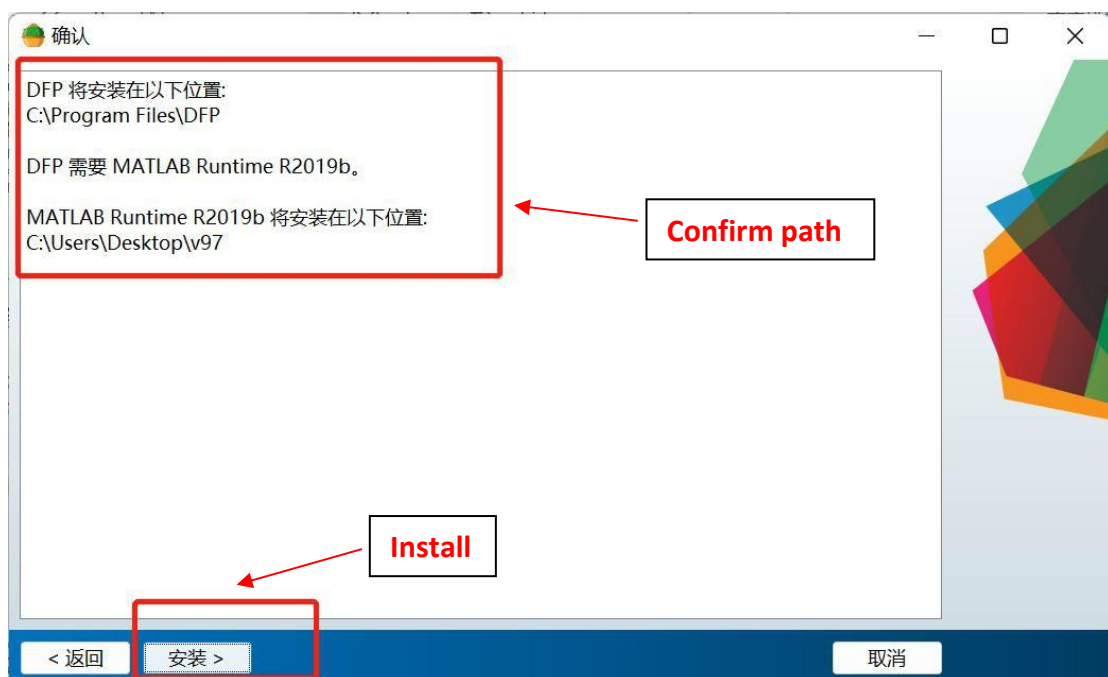 确认
DFP 将安装在以下位置:
C:\Program Files\DFP
DFP 需要 MATLAB Runtime R2019b。
MATLAB Runtime R2019b 将安装在以下位置:
C:\Users\Desktop\v97
Confirm path
Install
< 返回
安装 >
取消